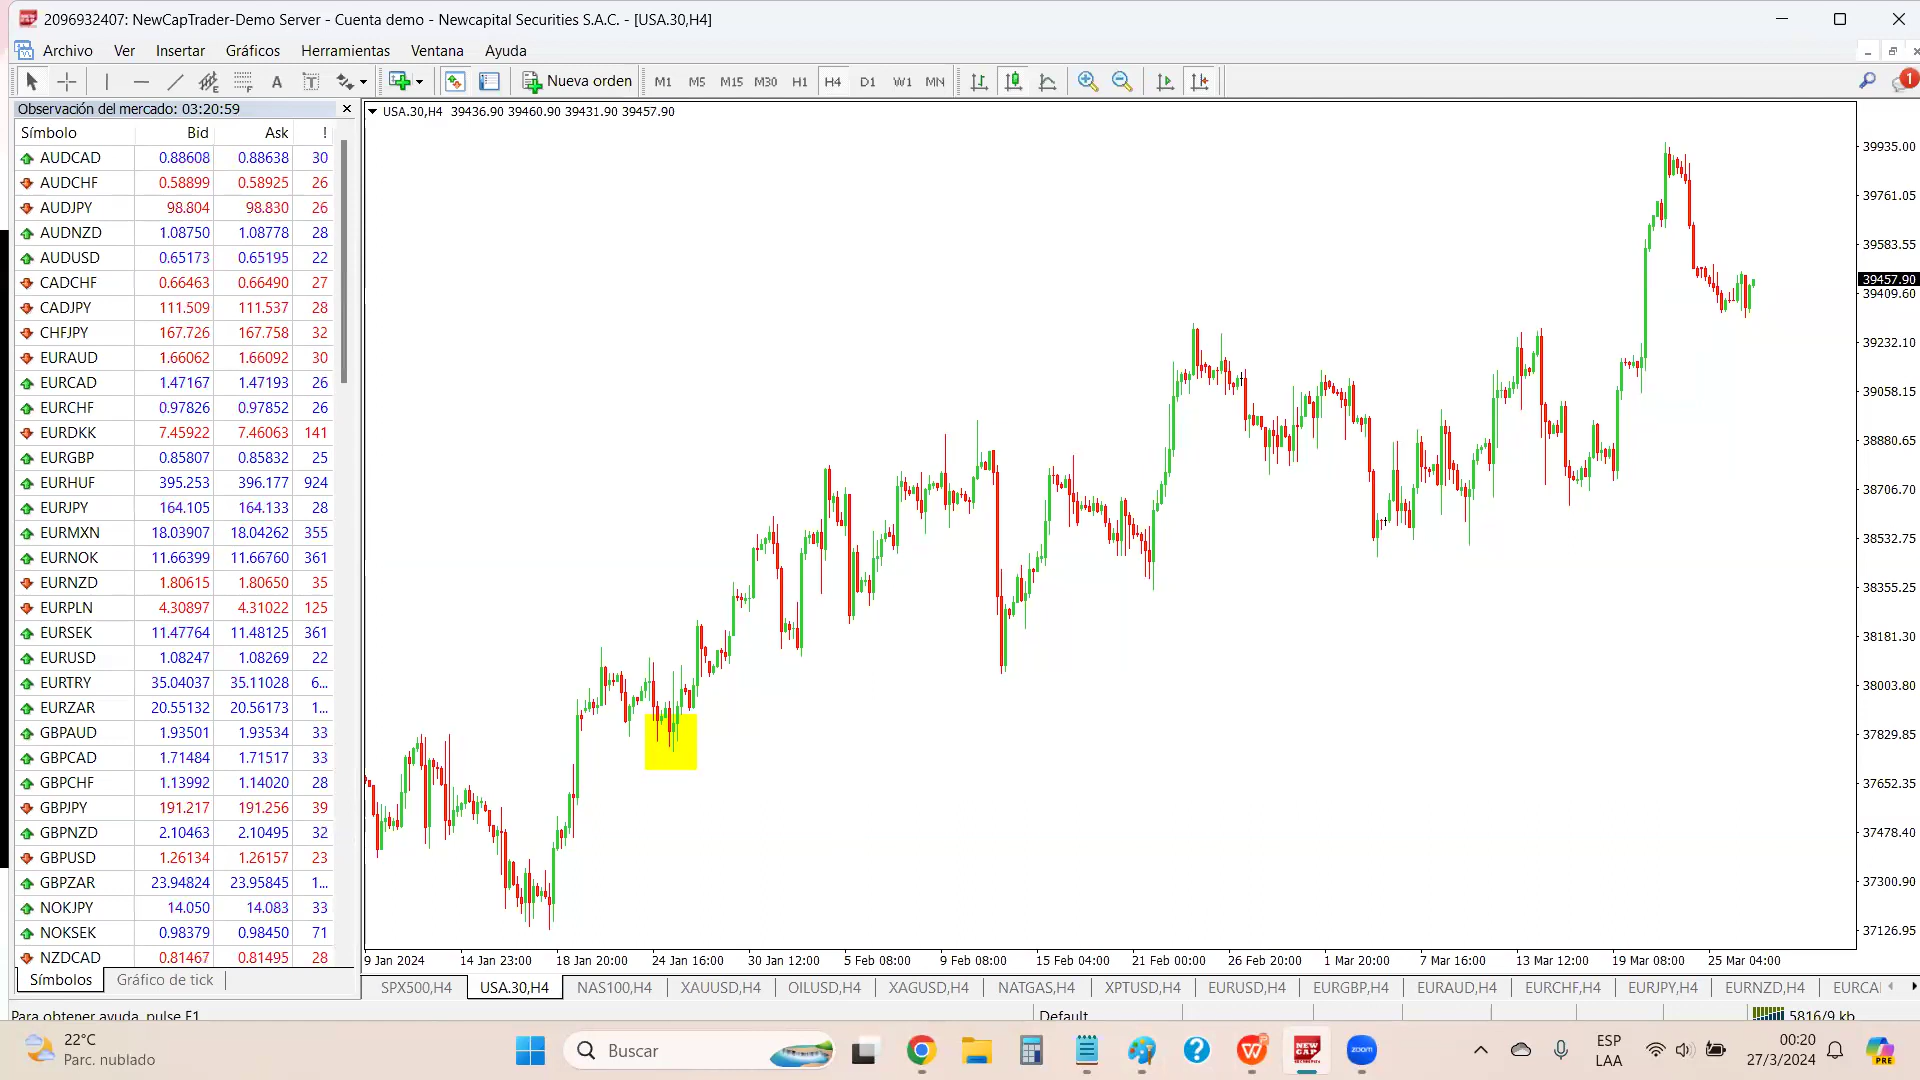 2096932407: NewCapTrader-Demo Server - Cuenta demo - Newcapital Securities S.A.C. - [USA.30,H4]
Archivo Ver Insertar Gráficos Herramientas Ventana Ayuda
Nueva orden M1 M5 M15 M30 H1 H4 D1 W1 MN 1
Observación del mercado: 03:20:59
USA.30,H4 39436.90 39460.90 39431.90 39457.90
Símbolo Bid Ask !
AUDCAD 0.88608 0.88638 30
AUDCHF 0.58899 0.58925 26
AUDJPY 98.804 98.830 26
AUDNZD 1.08750 1.08778 28
AUDUSD 0.65173 0.65195 22
CADCHF 0.66463 0.66490 27
CADJPY 111.509 111.537 28
CHFJPY 167.726 167.758 32
EURAUD 1.66062 1.66092 30
EURCAD 1.47167 1.47193 26
EURCHF 0.97826 0.97852 26
EURDKK 7.45922 7.46063 141
EURGBP 0.85807 0.85832 25
EURHUF 395.253 396.177 924
EURJPY 164.105 164.133 28
EURMXN 18.03907 18.04262 355
EURNOK 11.66399 11.66760 361
EURNZD 1.80615 1.80650 35
EURPLN 4.30897 4.31022 125
EURSEK 11.47764 11.48125 361
EURUSD 1.08247 1.08269 22
EURTRY 35.04037 35.11028 6...
EURZAR 20.55132 20.56173 1...
GBPAUD 1.93501 1.93534 33
GBPCAD 1.71484 1.71517 33
GBPCHF 1.13992 1.14020 28
GBPJPY 191.217 191.256 39
GBPNZD 2.10463 2.10495 32
GBPUSD 1.26134 1.26157 23
GBPZAR 23.94824 23.95845 1...
NOKJPY 14.050 14.083 33
NOKSEK 0.98379 0.98450 71
NZDCAD 0.81467 0.81495 28
Símbolos Gráfico de tick
39935.00
39761.05
39583.55
39457.90
39409.60
39232.10
39058.15
38880.65
38706.70
38532.75
38355.25
38181.30
38003.80
37829.85
37652.35
37478.40
37300.90
37126.95
9 Jan 2024 14 Jan 23:00 18 Jan 20:00 24 Jan 16:00 30 Jan 12:00 5 Feb 08:00 9 Feb 08:00 15 Feb 04:00 21 Feb 00:00 26 Feb 20:00 1 Mar 20:00 7 Mar 16:00 13 Mar 12:00 19 Mar 08:00 25 Mar 04:00
SPX500,H4 USA.30,H4 NAS100,H4 XAUUSD,H4 OILUSD,H4 XAGUSD,H4 NATGAS,H4 XPTUSD,H4 EURUSD,H4 EURGBP,H4 EURAUD,H4 EURCHF,H4 EURJPY,H4 EURNZD,H4 EURCAI
Para obtener ayuda, pulse F1 Default 5816/9 kb
22°C
Parc. nublado
Buscar
NEW CAP
zoom
ESP
LAA
00:20
27/3/2024
PRE